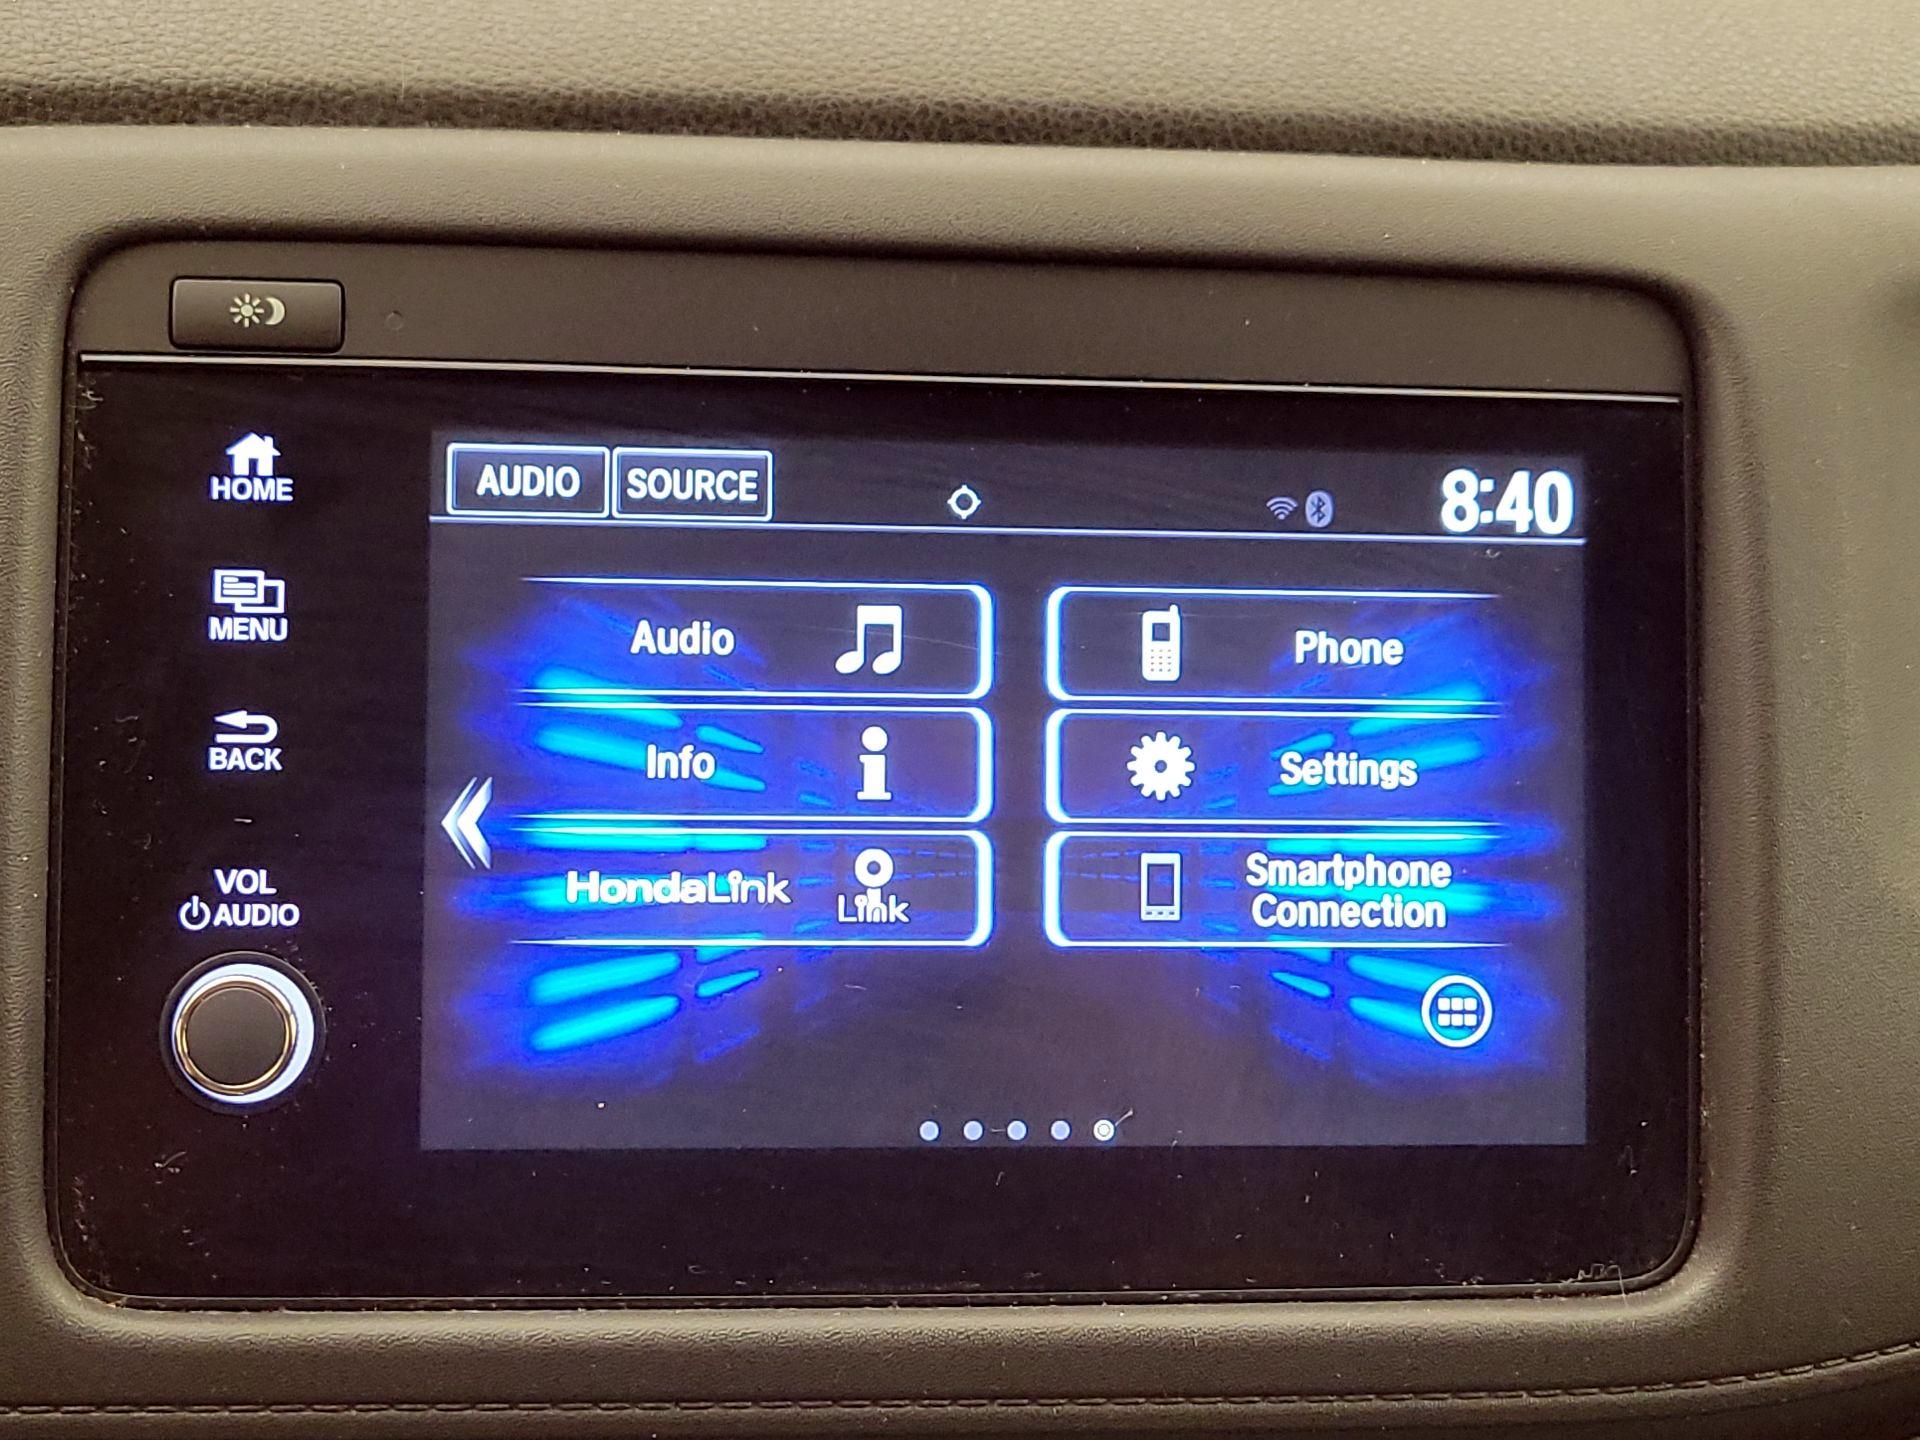 HOME
MENU
BACK
VOL
AUDIO
AUDIO SOURCE 8:40
Audio Phone
Info Settings
HondaLink Link Smartphone
Connection